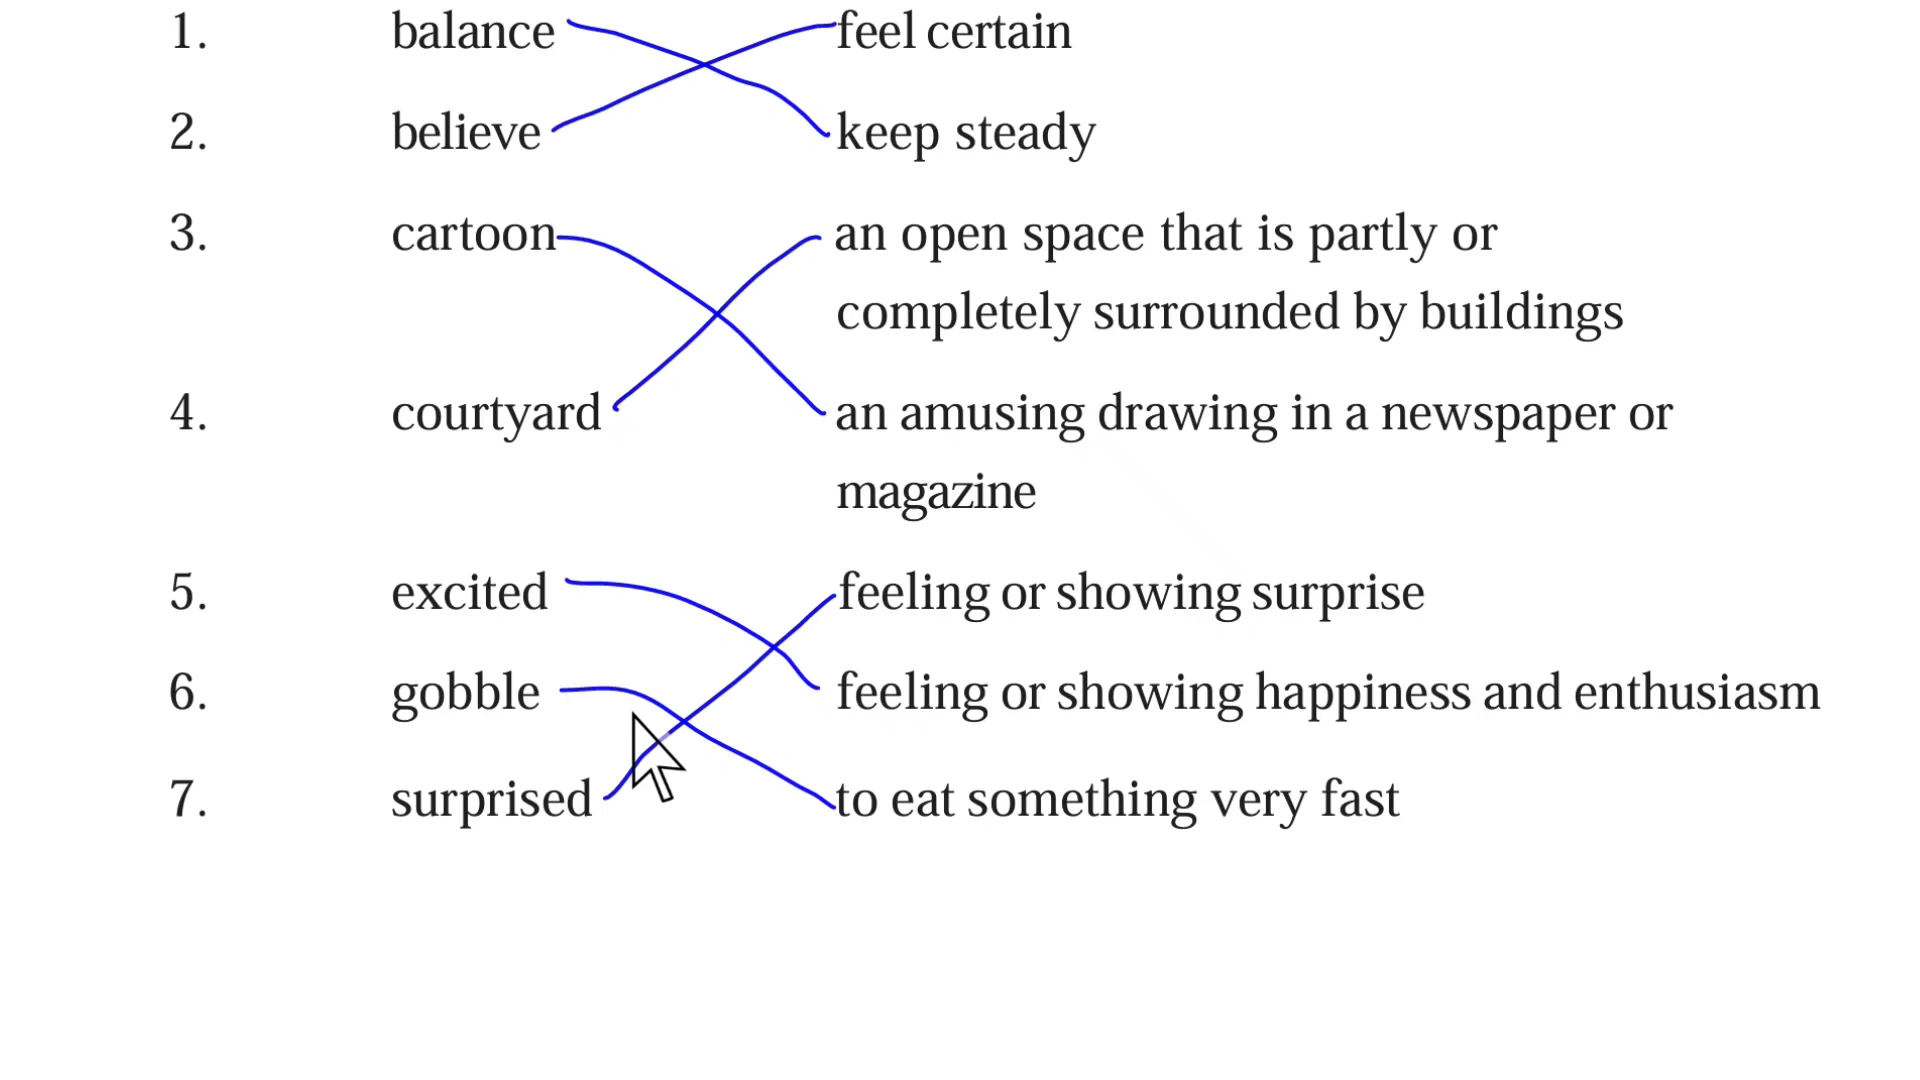 1. balance feel certain
2. believe keep steady
3. cartoon an open space that is partly or
completely surrounded by buildings
4. courtyard an amusing drawing in a newspaper or
magazine
5. excited feeling or showing surprise
6. gobble feeling or showing happiness and enthusiasm
7. surprised to eat something very fast